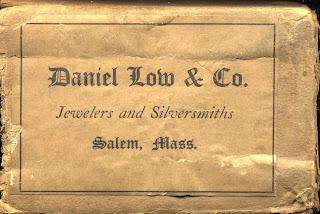 Daniel Low & Co.
Jewelers and Silversmiths
Salem, Mass.